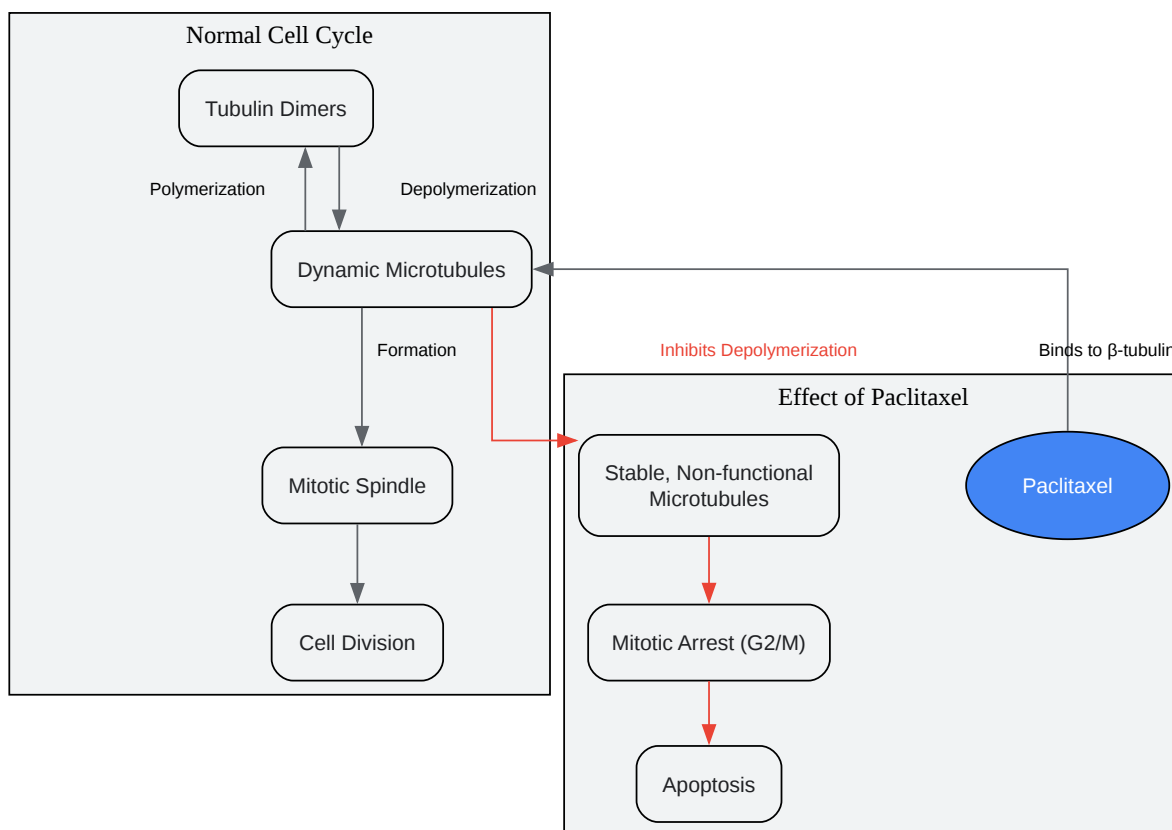 Normal Cell Cycle
Tubulin Dimers
Polymerization
Depolymerization
Dynamic Microtubules
Formation
Inhibits Depolymerization
Binds to β-tubulin
Mitotic Spindle
Cell Division
Effect of Paclitaxel
Stable, Non-functional
Microtubules
Paclitaxel
Mitotic Arrest (G2/M)
Apoptosis